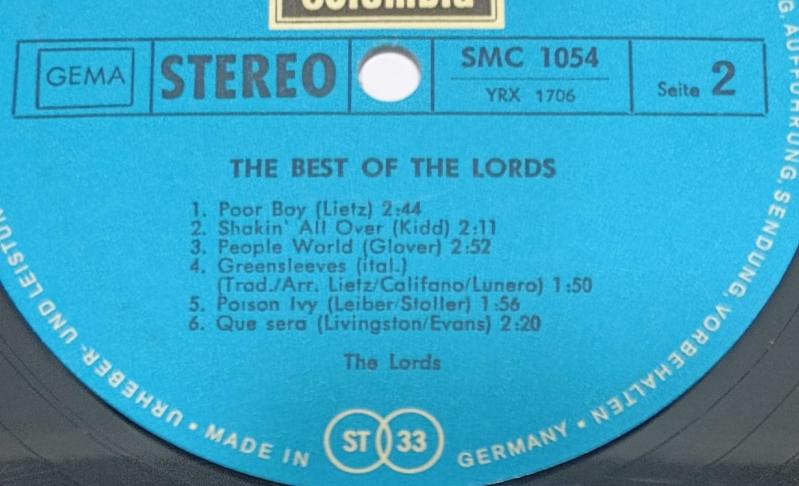 Columbia
GEMA
STEREO
SMC 1054
YRX 1706
Seite 2
THE BEST OF THE LORDS
1. Poor Boy (Lietz) 2:44
2. Shakin' All Over (Kidd) 2:11
3. People World (Glover) 2:52
4. Greensleeves (ital.)
(Trad./Arr. Lietz/Califano/Lunero) 1:50
5. Poison Ivy (Leiber/Stoller) 1:56
6. Que sera (Livingston/Evans) 2:20
The Lords
URHEBER- UND LEISTUN
• MADE IN
ST 33
GERMANY •
G. AUFFÜHRUNG, SENDUNG, VORBEHALTEN